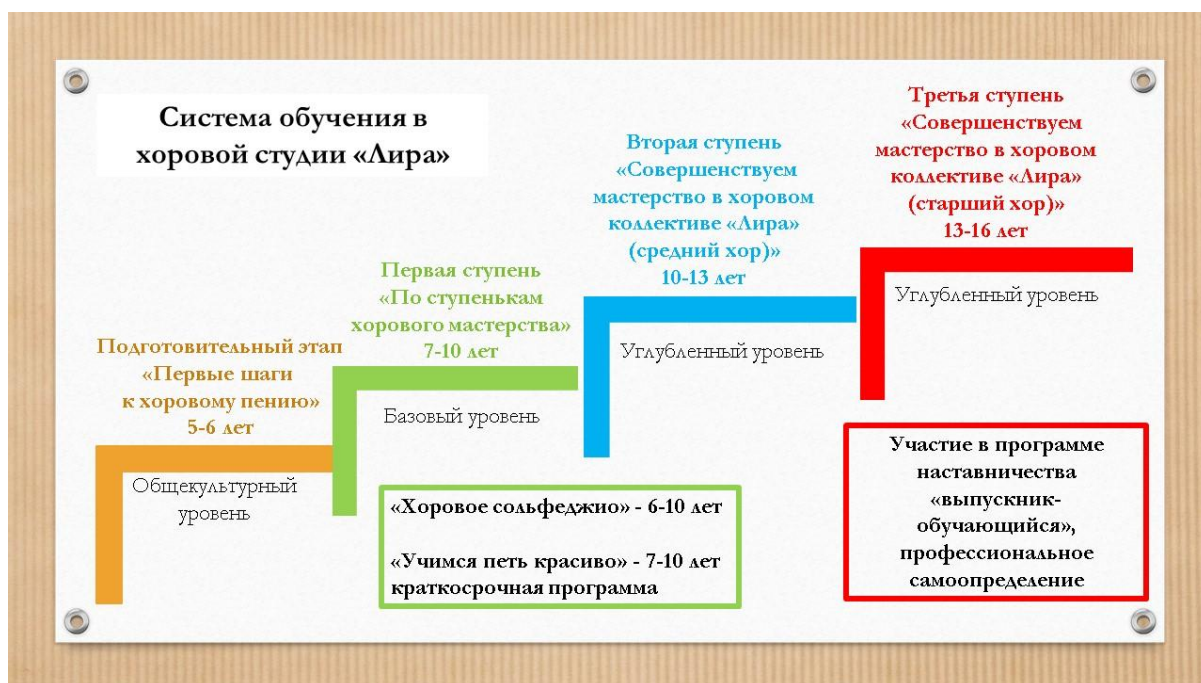 Система обучения в
хоровой студии «Лира»
Подготовительный этап
«Первые шаги
к хоровому пению»
5-6 лет
Общекультурный
уровень
Первая ступень
«По ступенькам
хорового мастерства»
7-10 лет
Базовый уровень
«Хоровое сольфеджио» - 6-10 лет
«Учимся петь красиво» - 7-10 лет
краткосрочная программа
Вторая ступень
«Совершенствуем
мастерство в хоровом
коллективе «Лира»
(средний хор)»
10-13 лет
Углубленный уровень
Третья ступень
«Совершенствуем
мастерство в хоровом
коллективе «Лира»
(старший хор)»
13-16 лет
Углубленный уровень
Участие в программе
наставничества
«выпускник-
обучающийся»,
профессиональное
самоопределение